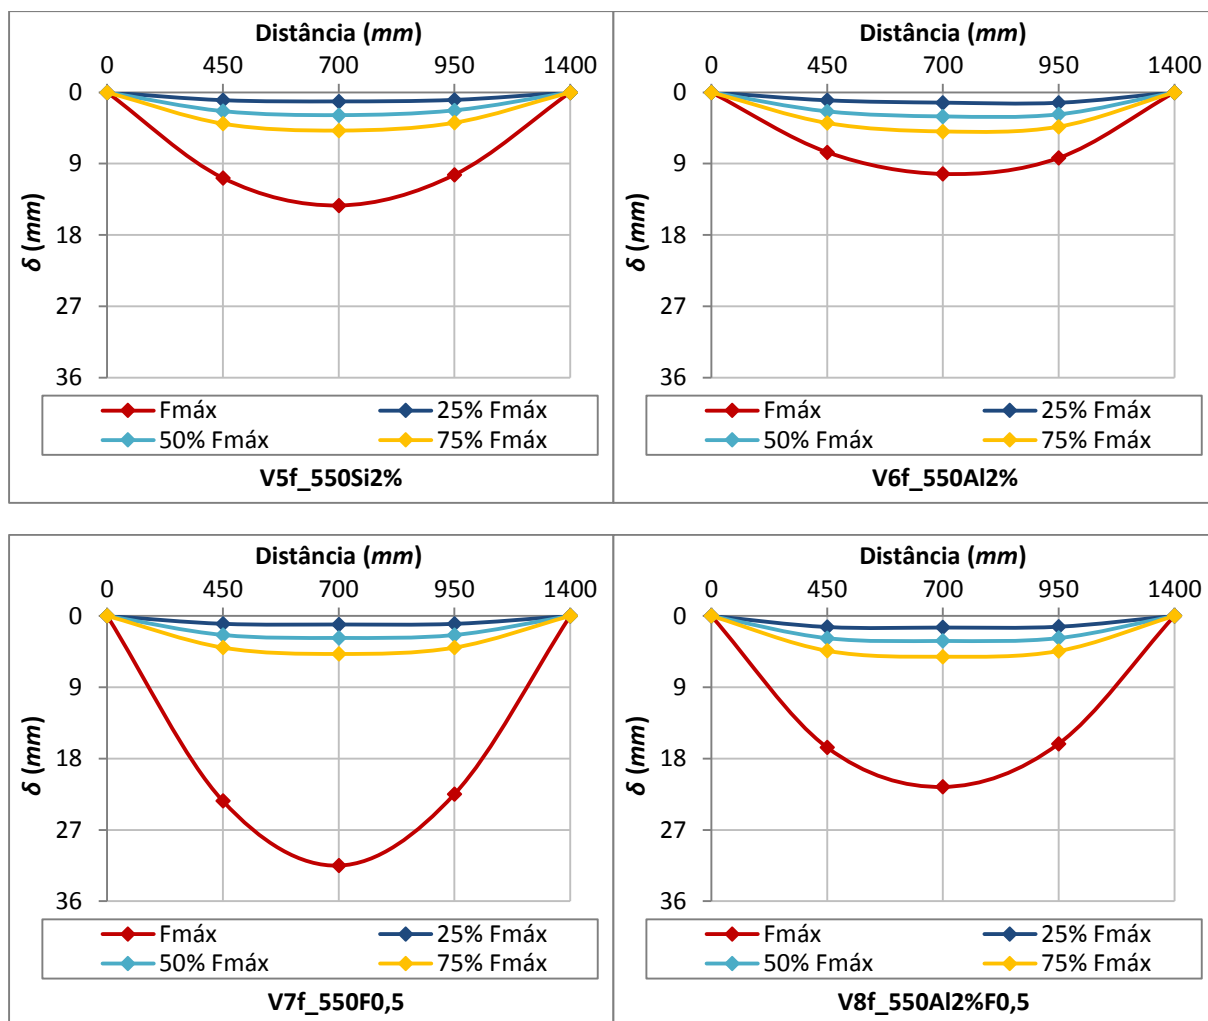 Distância (mm)
0 450 700 950 1400
0
9
18
27
36
δ (mm)
Fmáx 25% Fmáx
50% Fmáx 75% Fmáx
V5f_550Si2%
Distância (mm)
0 450 700 950 1400
0
9
18
27
36
δ (mm)
Fmáx 25% Fmáx
50% Fmáx 75% Fmáx
V6f_550Al2%
Distância (mm)
0 450 700 950 1400
0
9
18
27
36
δ (mm)
Fmáx 25% Fmáx
50% Fmáx 75% Fmáx
V7f_550F0,5
Distância (mm)
0 450 700 950 1400
0
9
18
27
36
δ (mm)
Fmáx 25% Fmáx
50% Fmáx 75% Fmáx
V8f_550Al2%F0,5